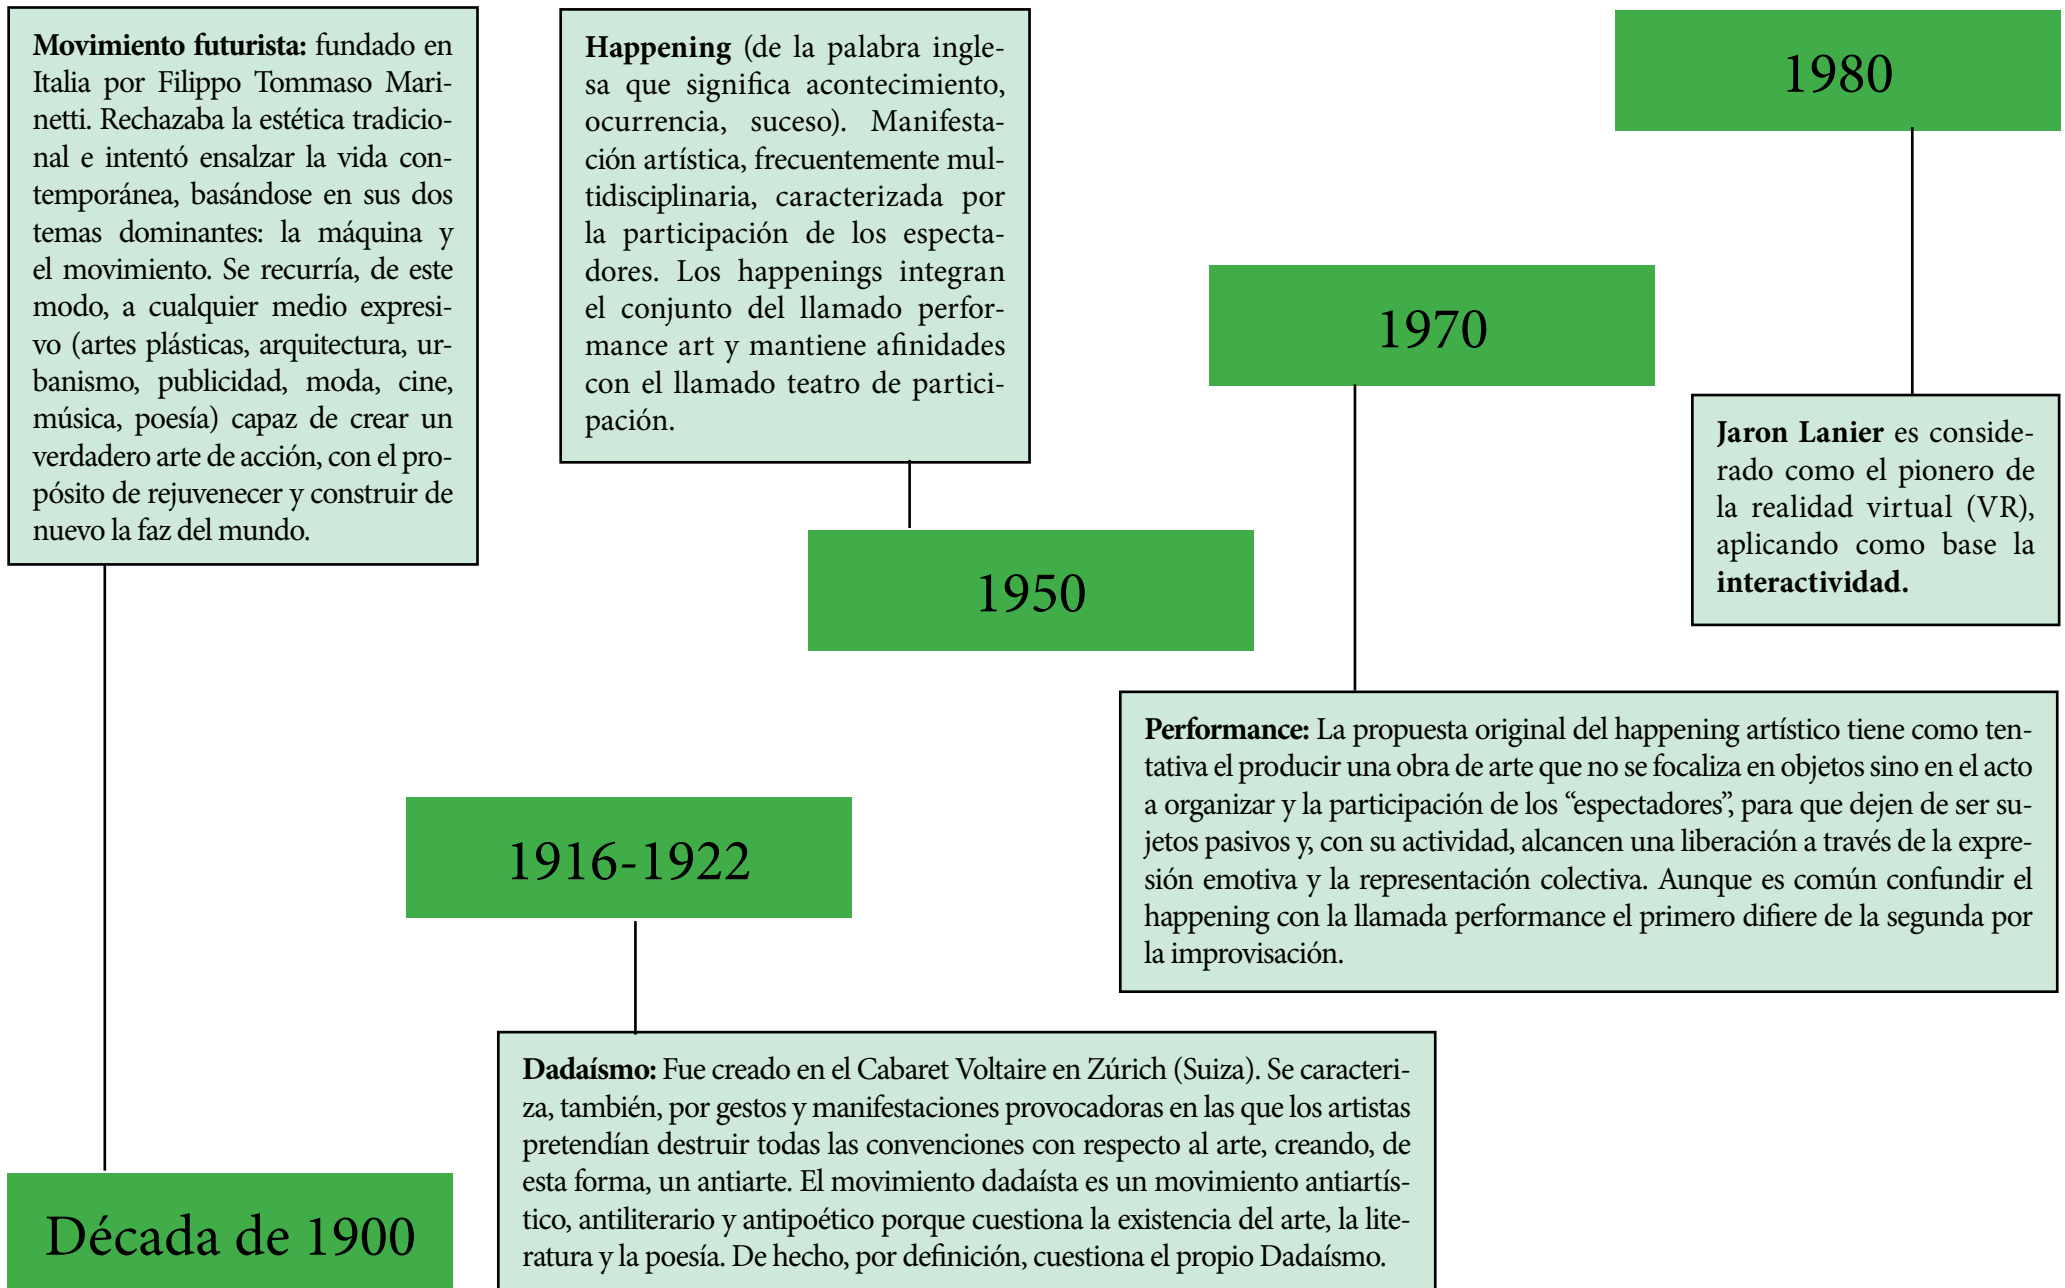 Movimiento futurista: fundado en
Italia por Filippo Tommaso Mari-
netti. Rechazaba la estética tradicio-
nal e intentó ensalzar la vida con-
temporánea, basándose en sus dos
temas dominantes: la máquina y
el movimiento. Se recurría, de este
modo, a cualquier medio expresi-
vo (artes plásticas, arquitectura, ur-
banismo, publicidad, moda, cine,
música, poesía) capaz de crear un
verdadero arte de acción, con el pro-
pósito de rejuvenecer y construir de
nuevo la faz del mundo.
Década de 1900
1916-1922
Dadaísmo: Fue creado en el Cabaret Voltaire en Zúrich (Suiza). Se caracteri-
za, también, por gestos y manifestaciones provocadoras en las que los artistas
pretendían destruir todas las convenciones con respecto al arte, creando, de
esta forma, un antiarte. El movimiento dadaísta es un movimiento antiartís-
tico, antiliterario y antipoético porque cuestiona la existencia del arte, la lite-
ratura y la poesía. De hecho, por definición, cuestiona el propio Dadaísmo.
Happening (de la palabra ingle-
sa que significa acontecimiento,
ocurrencia, suceso). Manifesta-
ción artística, frecuentemente mul-
tidisciplinaria, caracterizada por
la participación de los especta-
dores. Los happenings integran
el conjunto del llamado perfor-
mance art y mantiene afinidades
con el llamado teatro de partici-
pación.
1950
1970
Performance: La propuesta original del happening artístico tiene como ten-
tativa el producir una obra de arte que no se focaliza en objetos sino en el acto
a organizar y la participación de los “espectadores”, para que dejen de ser su-
jetos pasivos y, con su actividad, alcancen una liberación a través de la expre-
sión emotiva y la representación colectiva. Aunque es común confundir el
happening con la llamada performance el primero difiere de la segunda por
la improvisación.
1980
Jaron Lanier es conside-
rado como el pionero de
la realidad virtual (VR),
aplicando como base la
interactividad.